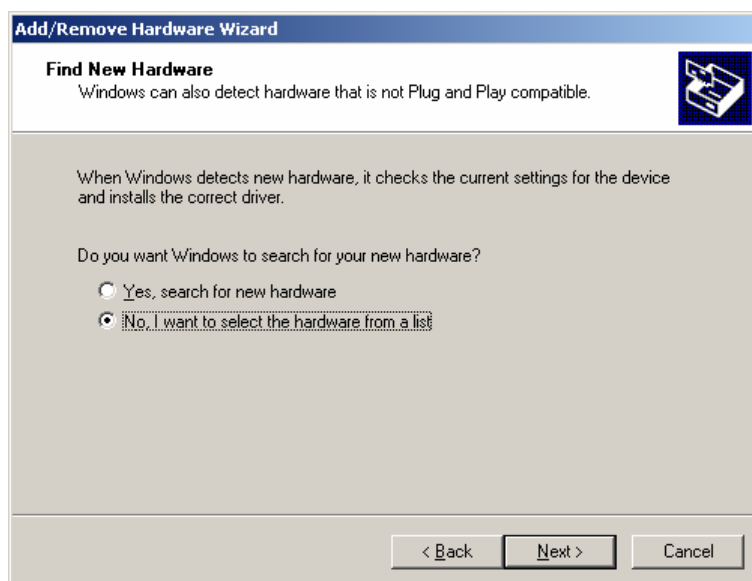 Add/Remove Hardware Wizard
Find New Hardware
Windows can also detect hardware that is not Plug and Play compatible.
When Windows detects new hardware, it checks the current settings for the device
and installs the correct driver.
Do you want Windows to search for your new hardware?
Yes, search for new hardware
No, I want to select the hardware from a list
< Back Next > Cancel